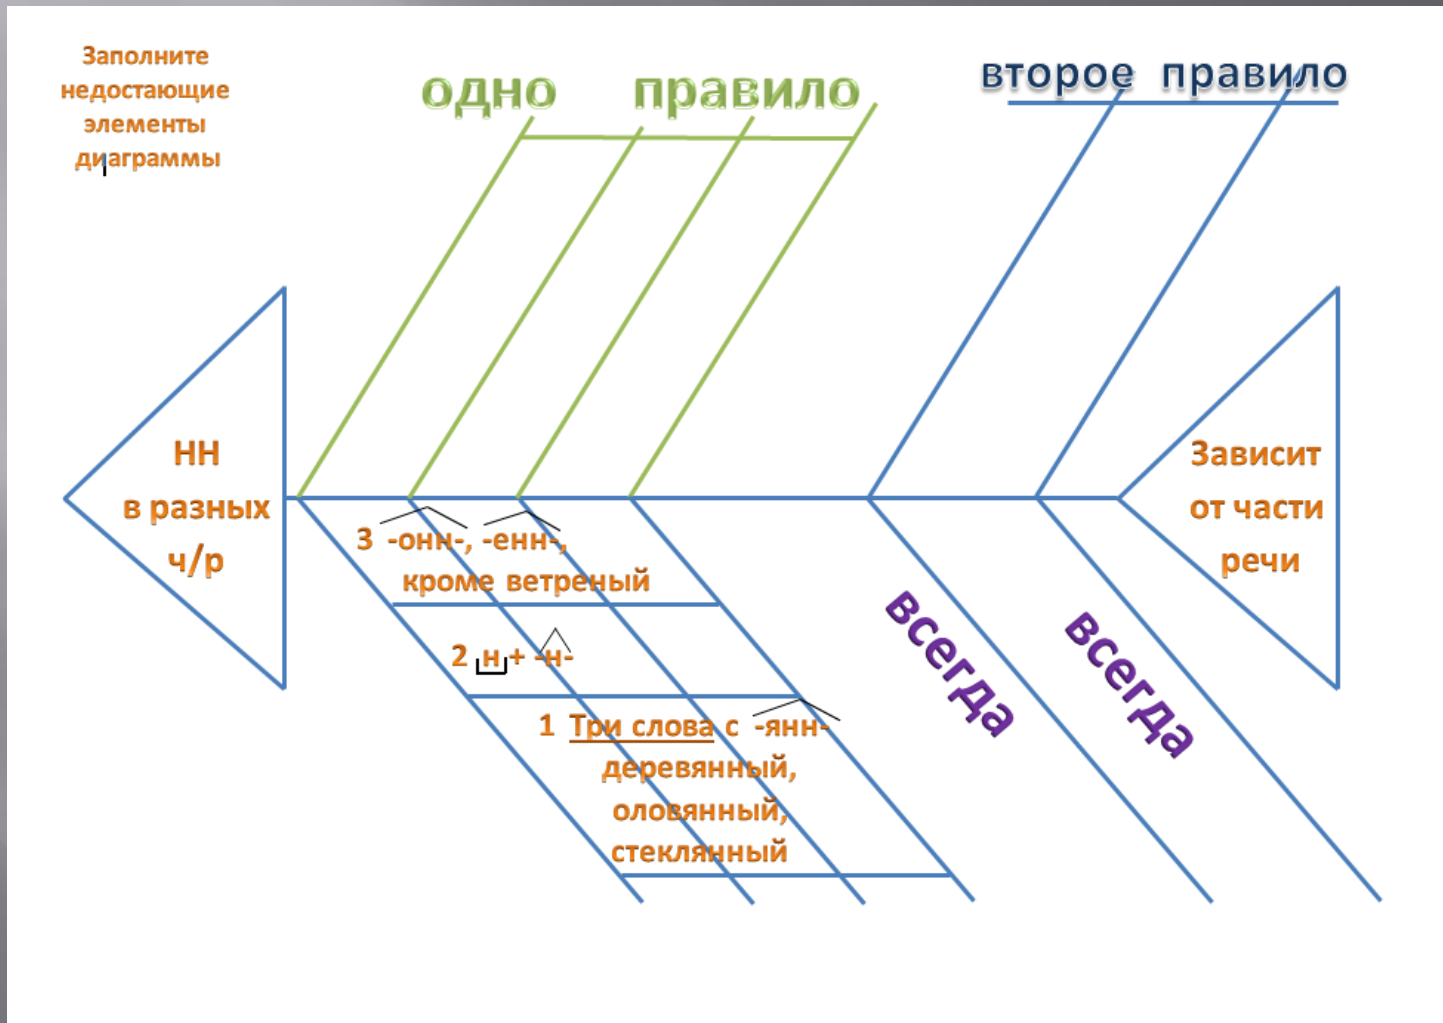 Заполните
недостающие
элементы
диаграммы
одно правило
второе правило
НН
в разных
ч/р
Зависит
от части
речи
3 -онн-, -енн-,
кроме ветреный
2 н + -н-
1 Три слова с -янн-
деревянный,
оловянный,
стеклянный
всегда
всегда